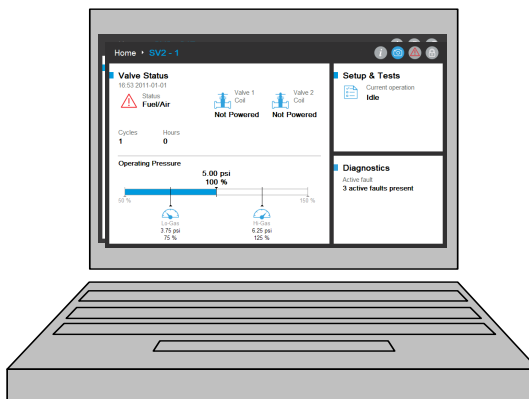 Home • SV2 - 1
Valve Status
16:53 2011-01-01
Status
Fuel/Air
Valve 1
Coil
Not Powered
Valve 2
Coil
Not Powered
Cycles
1
Hours
0
Operating Pressure
5.00 psi
100 %
50 %
150 %
Lo-Gas
3.75 psi
75 %
Hi-Gas
6.25 psi
125 %
Setup & Tests
Current operation
Idle
Diagnostics
Active fault
3 active faults present